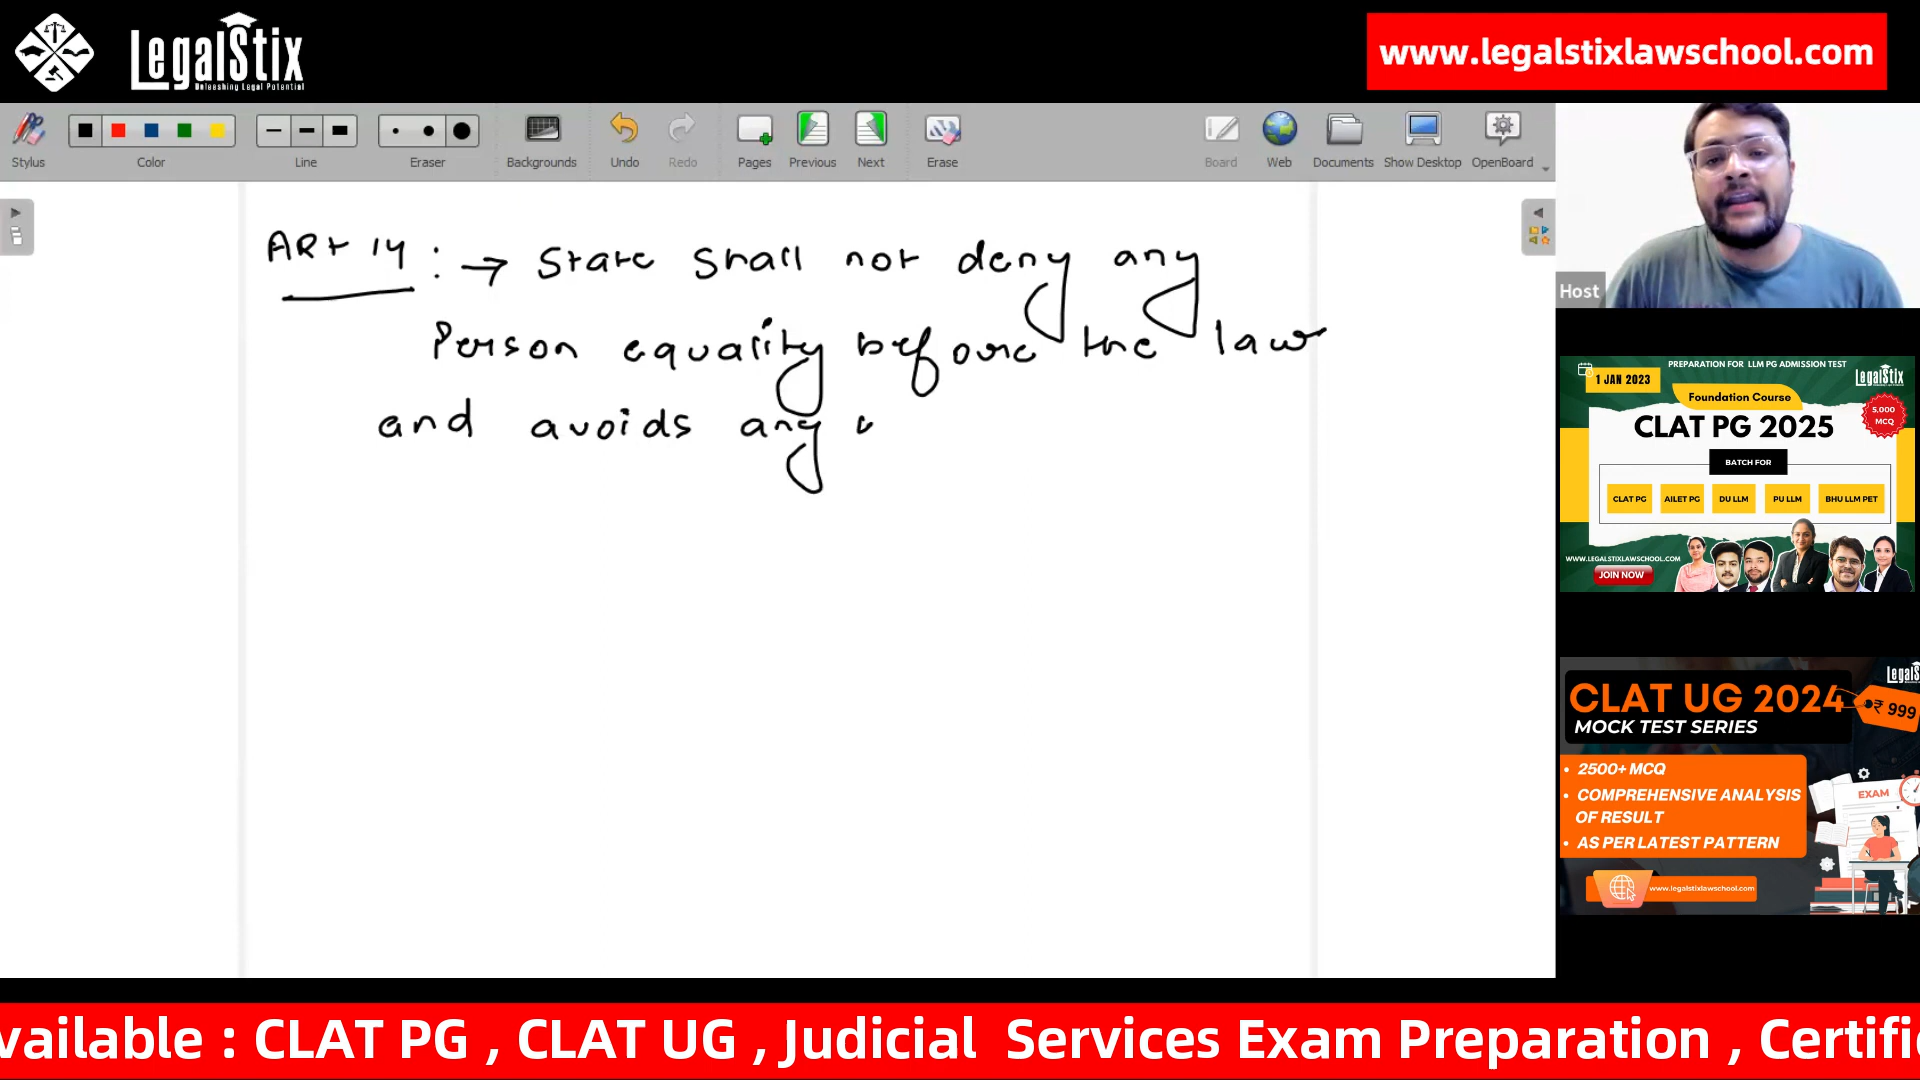 LegalStix
Unleashing Legal Potential
www.legalstixlawschool.com
Stylus
Color
Line
Eraser
Backgrounds
Undo
Redo
Pages
Previous
Next
Erase
Board
Web
Documents
Show Desktop
OpenBoard
ARt 14 : → State shall not deny any
Person equality before the law
and avoids any
Host
1 JAN 2023
PREPARATION FOR LLM PG ADMISSION TEST
LegalStix
Foundation Course
CLAT PG 2025
5,000
MCQ
BATCH FOR
CLAT PG
AILET PG
DU LLM
PU LLM
BHU LLM PET
WWW.LEGALSTIXLAWSCHOOL.COM
JOIN NOW
LegalS
CLAT UG 2024
₹ 999
MOCK TEST SERIES
• 2500+ MCQ
• COMPREHENSIVE ANALYSIS
OF RESULT
• AS PER LATEST PATTERN
EXAM
www.legalstixlawschool.com
vailable : CLAT PG , CLAT UG , Judicial Services Exam Preparation , Certific